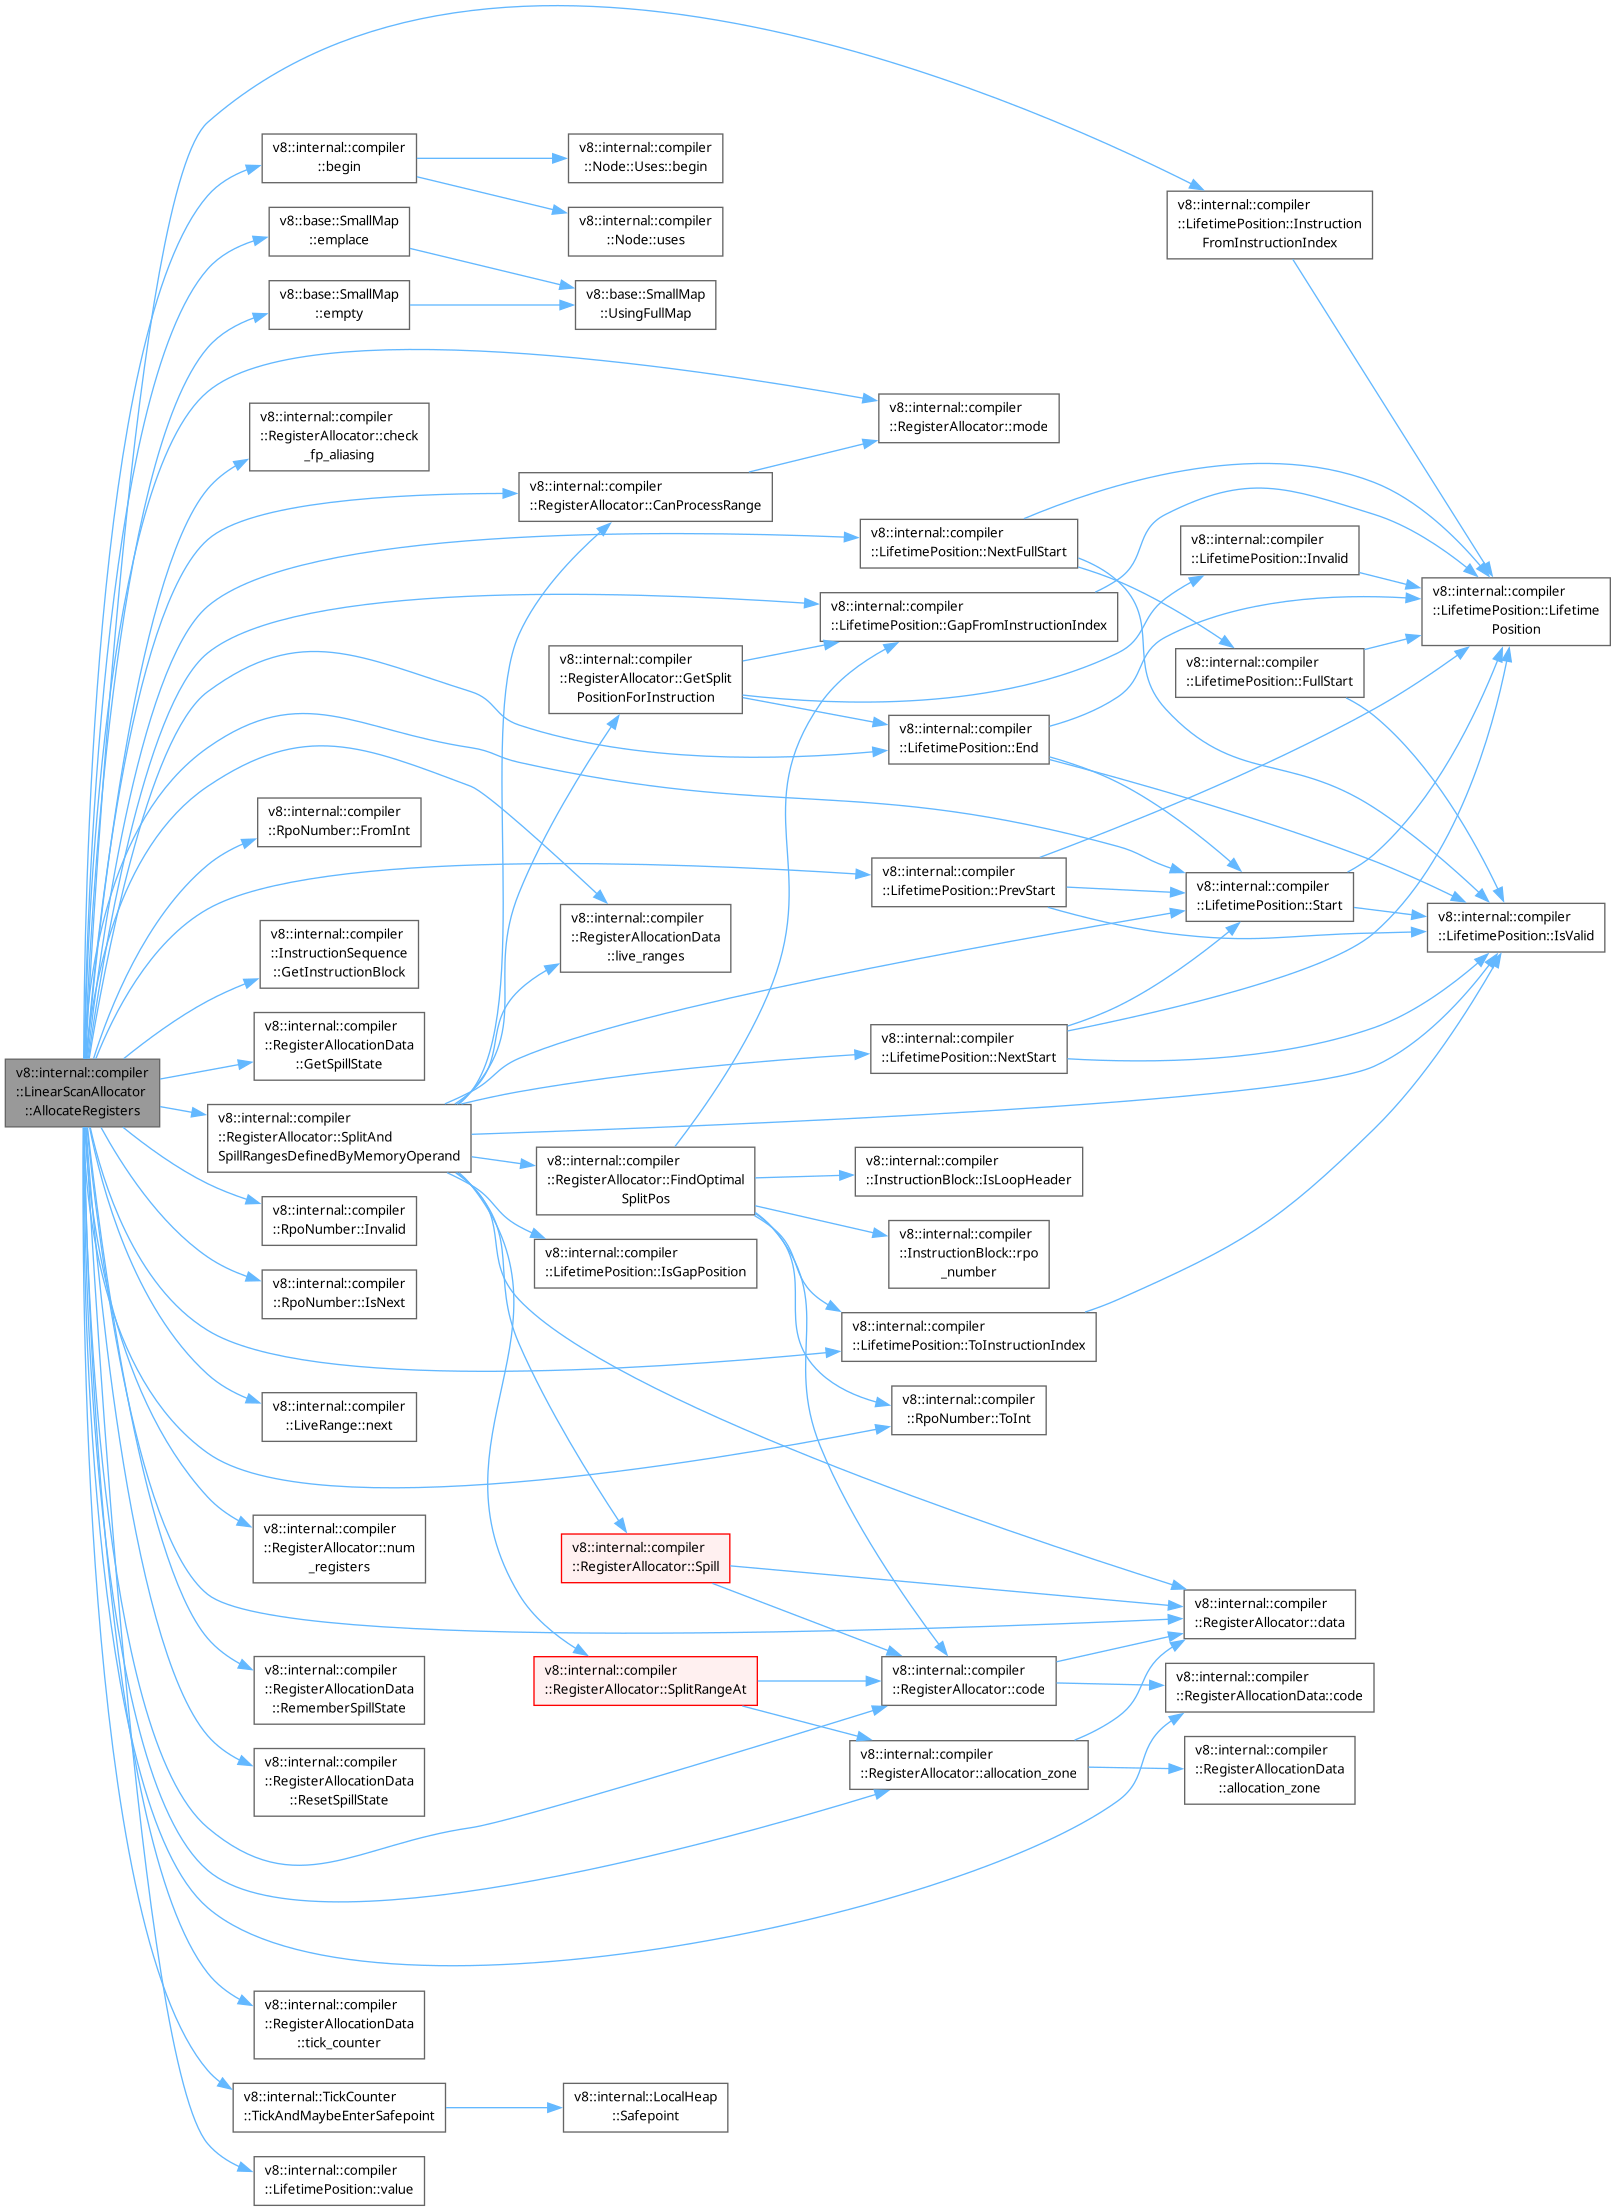 v8::internal::compiler
::LinearScanAllocator
::AllocateRegisters
v8::internal::compiler
::begin
v8::internal::compiler
::Node::Uses::begin
v8::internal::compiler
::Node::uses
v8::base::SmallMap
::emplace
v8::base::SmallMap
::empty
v8::base::SmallMap
::UsingFullMap
v8::internal::compiler
::LifetimePosition::Instruction
FromInstructionIndex
v8::internal::compiler
::RegisterAllocator::mode
v8::internal::compiler
::RegisterAllocator::check
_fp_aliasing
v8::internal::compiler
::RegisterAllocator::CanProcessRange
v8::internal::compiler
::LifetimePosition::NextFullStart
v8::internal::compiler
::LifetimePosition::Invalid
v8::internal::compiler
::LifetimePosition::Lifetime
Position
v8::internal::compiler
::LifetimePosition::GapFromInstructionIndex
v8::internal::compiler
::RegisterAllocator::GetSplit
PositionForInstruction
v8::internal::compiler
::LifetimePosition::FullStart
v8::internal::compiler
::LifetimePosition::End
v8::internal::compiler
::RpoNumber::FromInt
v8::internal::compiler
::LifetimePosition::PrevStart
v8::internal::compiler
::LifetimePosition::Start
v8::internal::compiler
::LifetimePosition::IsValid
v8::internal::compiler
::RegisterAllocationData
::live_ranges
v8::internal::compiler
::InstructionSequence
::GetInstructionBlock
v8::internal::compiler
::RegisterAllocationData
::GetSpillState
v8::internal::compiler
::LifetimePosition::NextStart
v8::internal::compiler
::RegisterAllocator::SplitAnd
SpillRangesDefinedByMemoryOperand
v8::internal::compiler
::RegisterAllocator::FindOptimal
SplitPos
v8::internal::compiler
::InstructionBlock::IsLoopHeader
v8::internal::compiler
::InstructionBlock::rpo
_number
v8::internal::compiler
::RpoNumber::Invalid
v8::internal::compiler
::LifetimePosition::IsGapPosition
v8::internal::compiler
::RpoNumber::IsNext
v8::internal::compiler
::LifetimePosition::ToInstructionIndex
v8::internal::compiler
::LiveRange::next
v8::internal::compiler
::RpoNumber::ToInt
v8::internal::compiler
::RegisterAllocator::num
_registers
v8::internal::compiler
::RegisterAllocator::Spill
v8::internal::compiler
::RegisterAllocator::data
v8::internal::compiler
::RegisterAllocationData
::RememberSpillState
v8::internal::compiler
::RegisterAllocator::SplitRangeAt
v8::internal::compiler
::RegisterAllocator::code
v8::internal::compiler
::RegisterAllocationData::code
v8::internal::compiler
::RegisterAllocationData
::ResetSpillState
v8::internal::compiler
::RegisterAllocator::allocation_zone
v8::internal::compiler
::RegisterAllocationData
::allocation_zone
v8::internal::compiler
::RegisterAllocationData
::tick_counter
v8::internal::TickCounter
::TickAndMaybeEnterSafepoint
v8::internal::LocalHeap
::Safepoint
v8::internal::compiler
::LifetimePosition::value